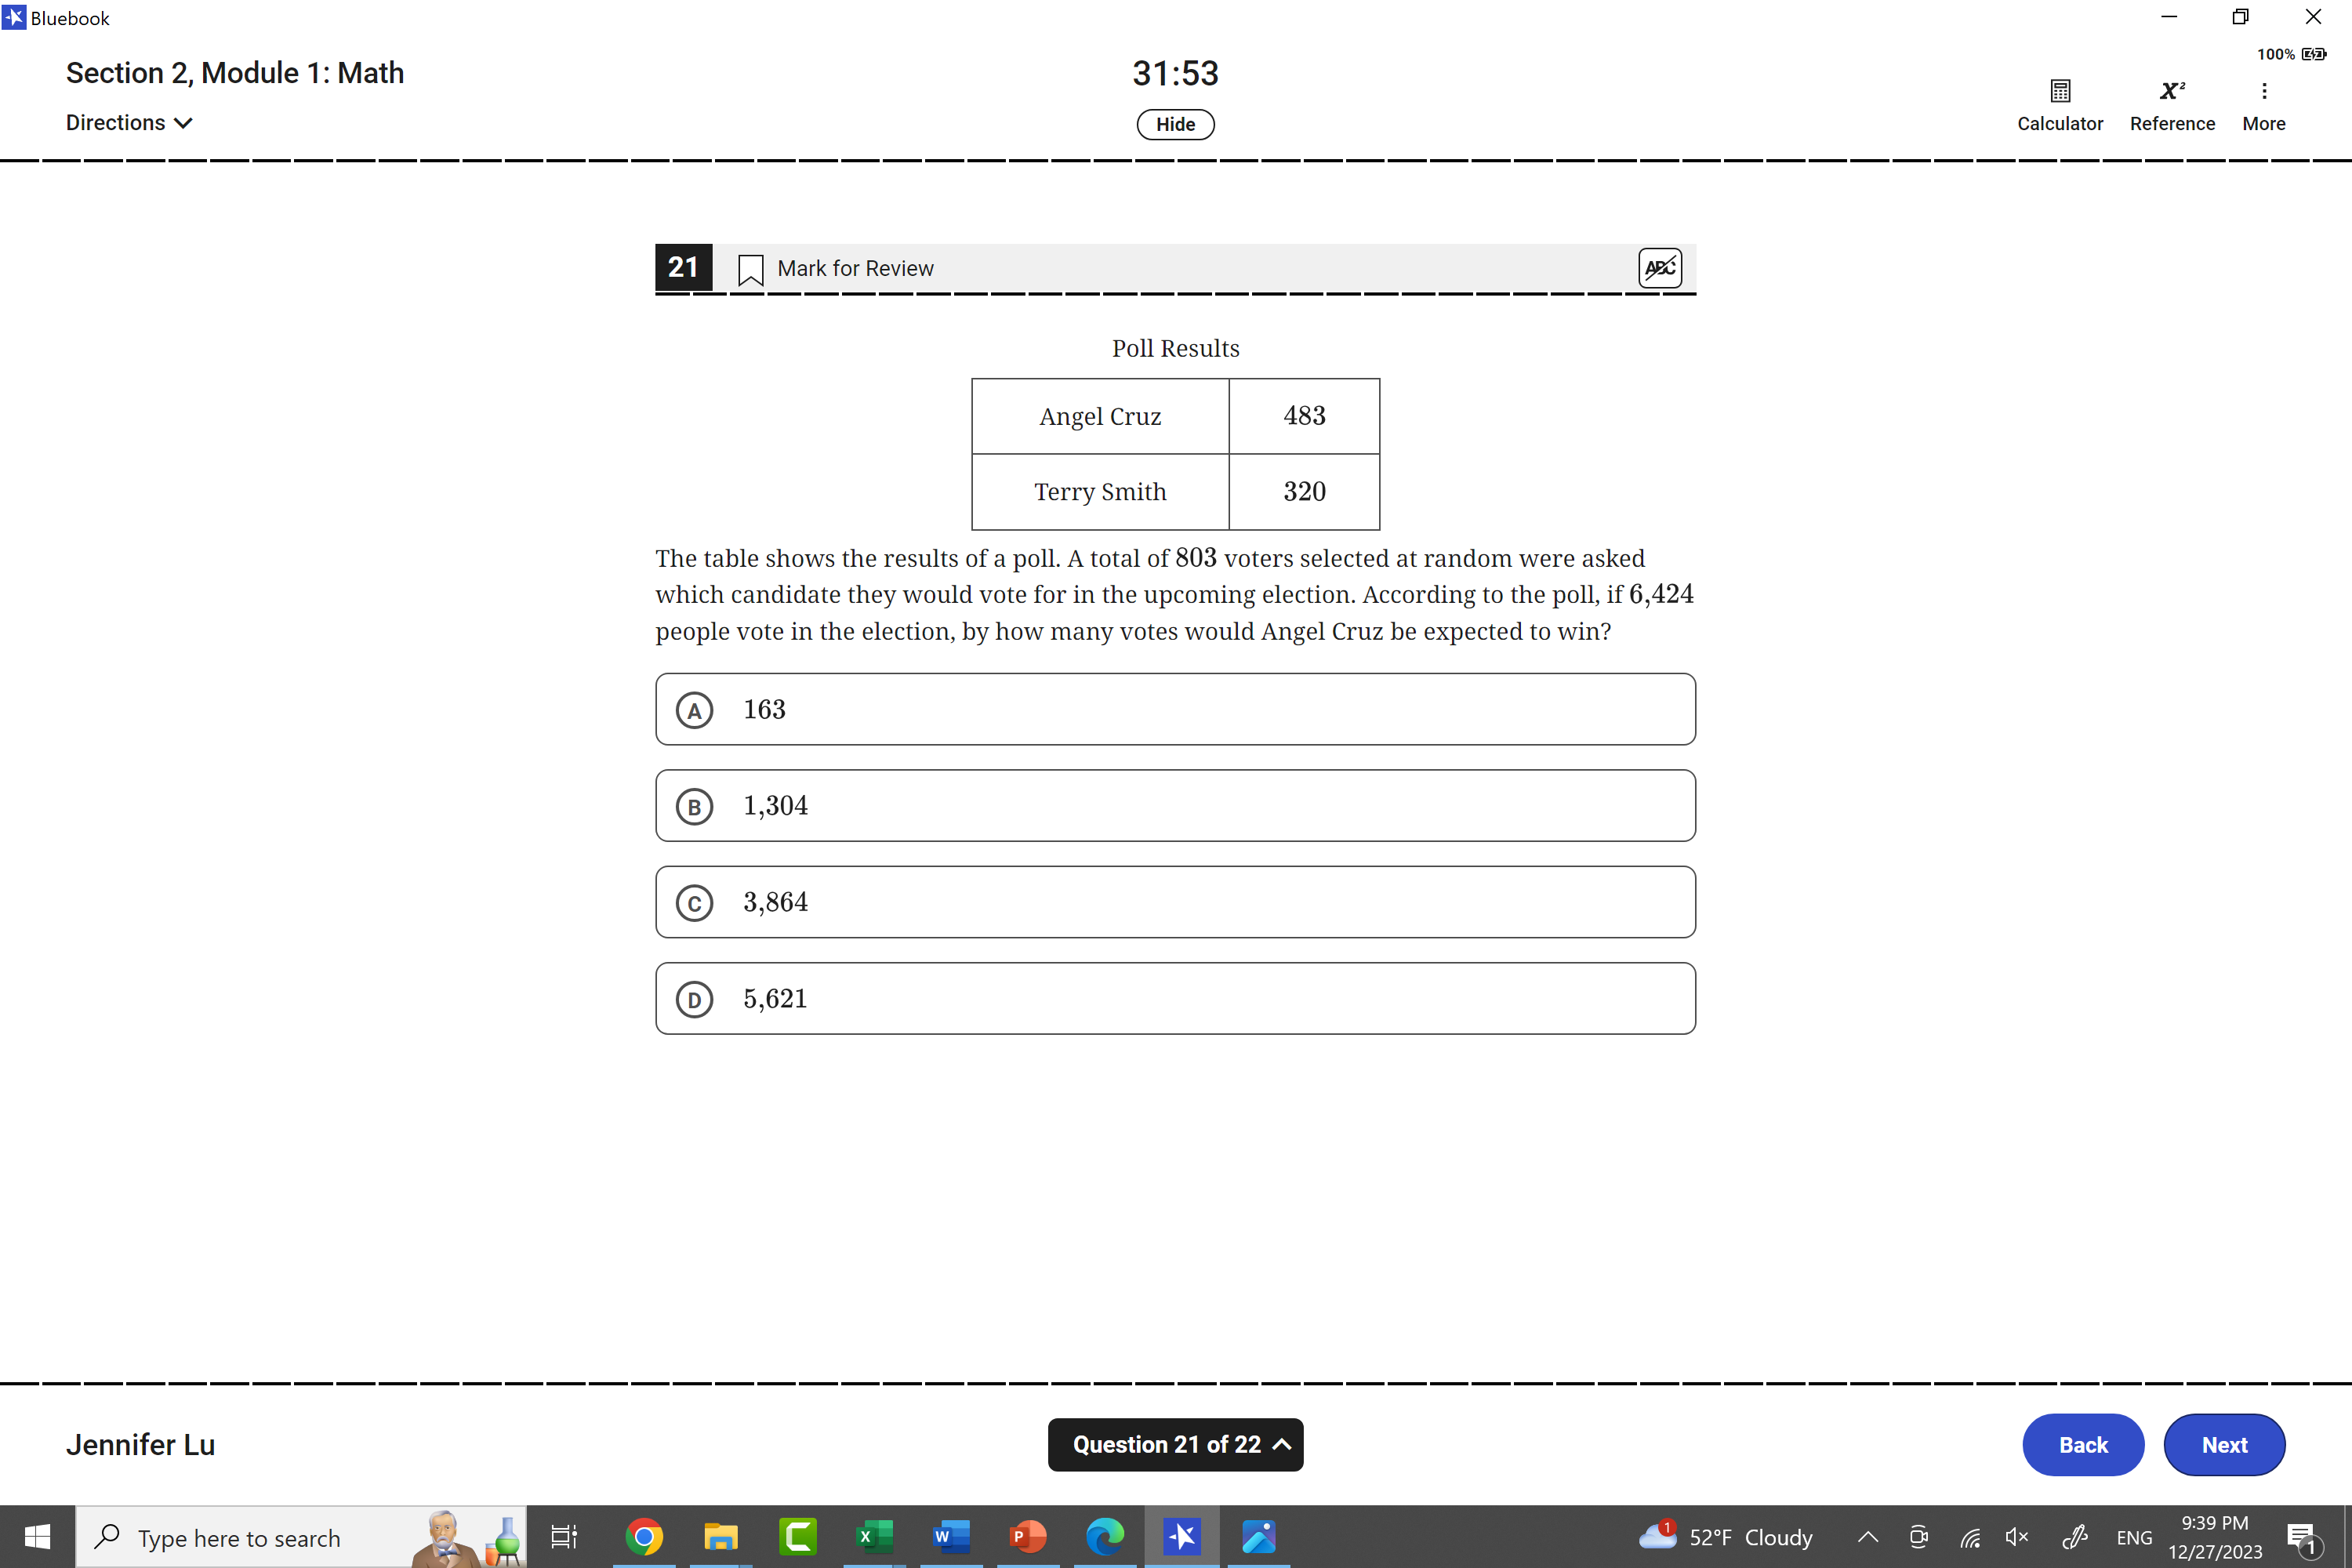 Bluebook
100%
Section 2, Module 1: Math
31:53
Directions
Hide
Calculator
x²
Reference
More
21
Mark for Review
ABC
Poll Results
Angel Cruz 483
Terry Smith 320
The table shows the results of a poll. A total of 803 voters selected at random were asked
which candidate they would vote for in the upcoming election. According to the poll, if 6,424
people vote in the election, by how many votes would Angel Cruz be expected to win?
A 163
B 1,304
C 3,864
D 5,621
Jennifer Lu
Question 21 of 22
Back
Next
Type here to search
X
W
P
1
52°F Cloudy
ENG
9:39 PM
12/27/2023
1